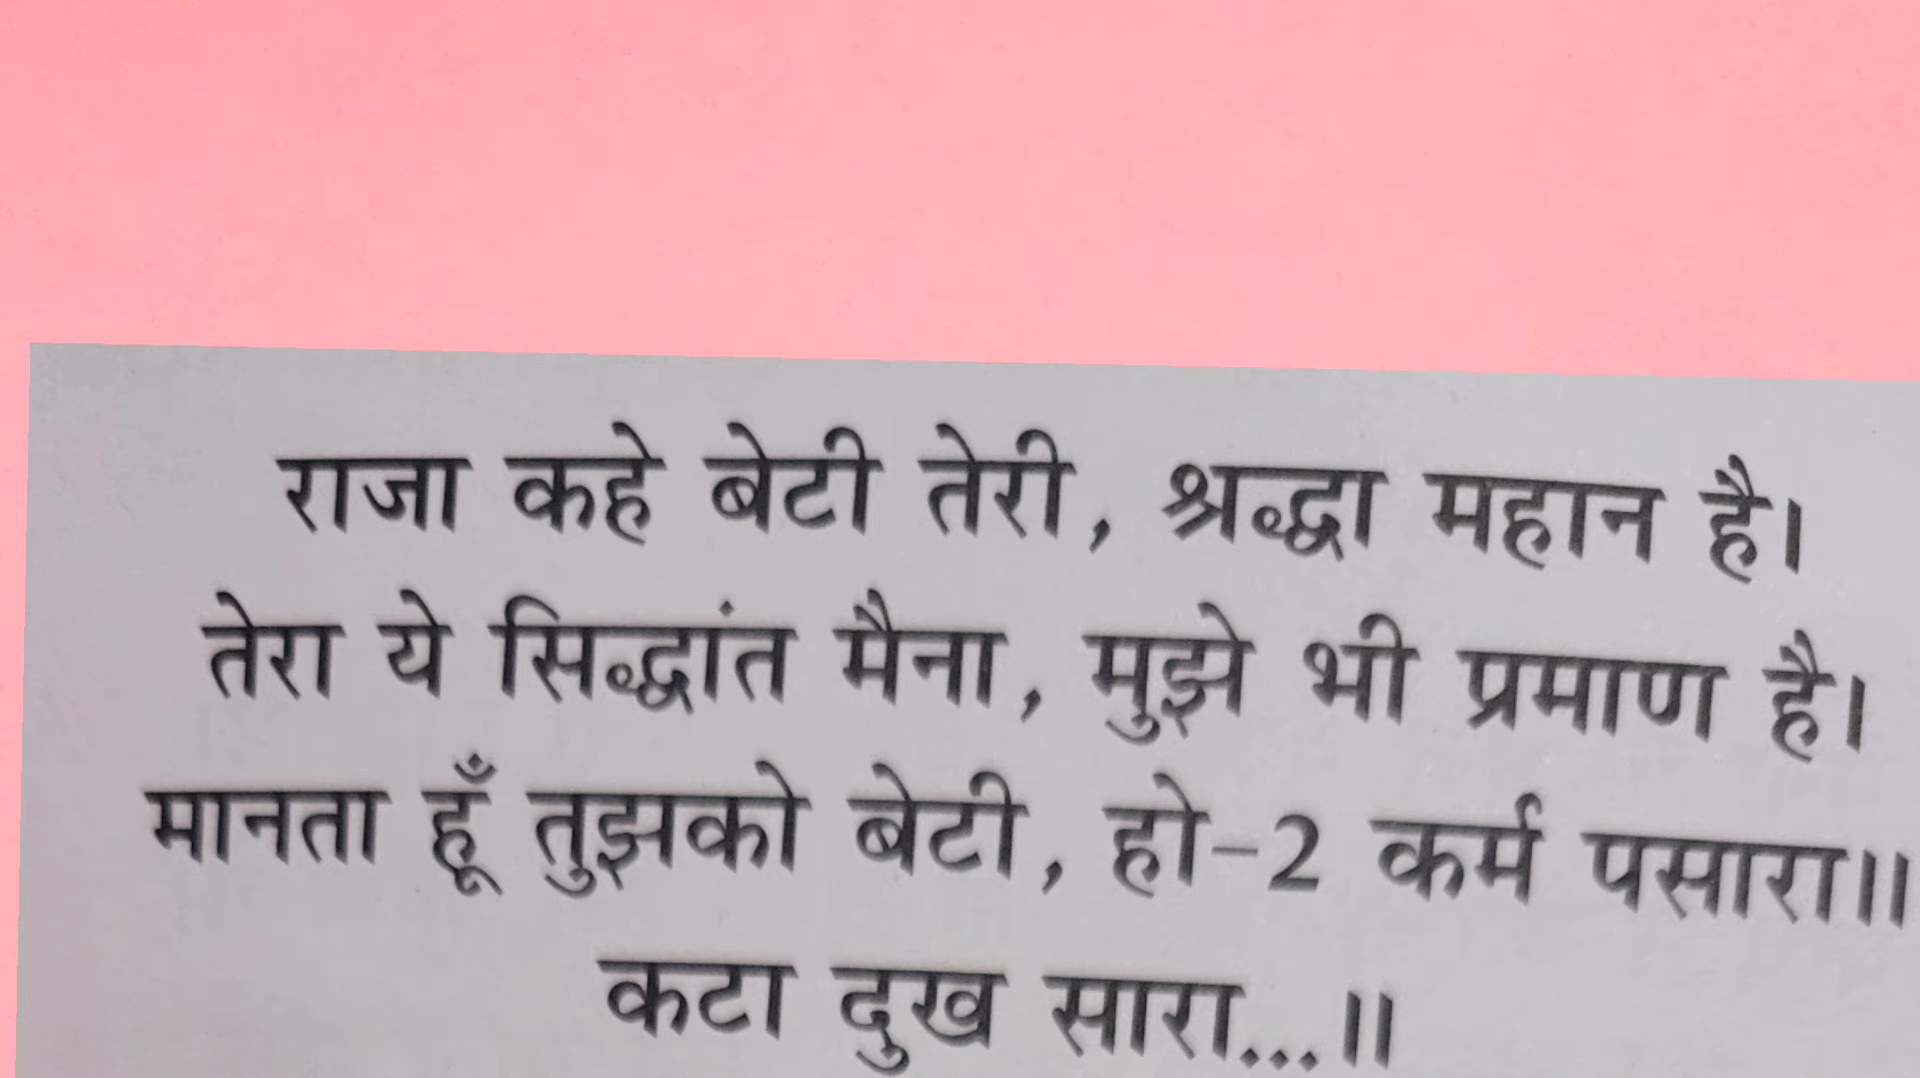 राजा कहे बेटी तेरी, श्रद्धा महान है।
तेरा ये सिद्धांत मैना, मुझे भी प्रमाण है।
मानता हूँ तुझको बेटी, हो-2 कर्म पसारा॥
कटा दुख सारा...॥